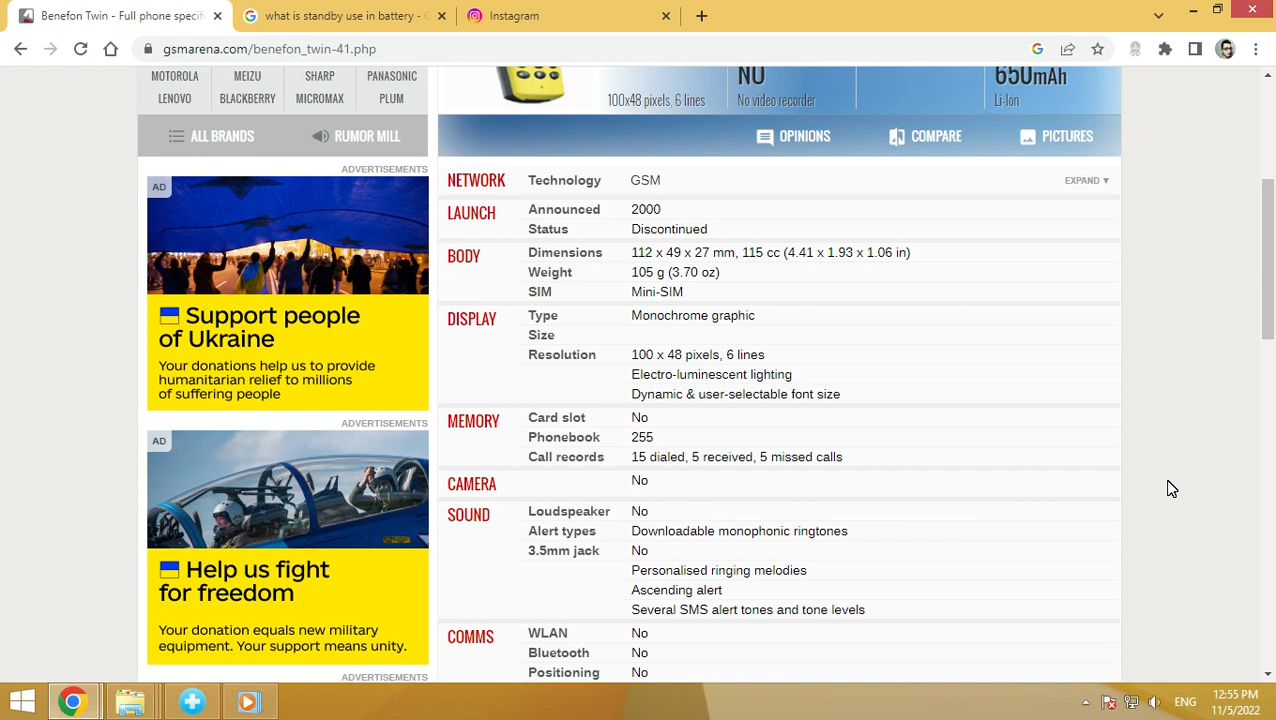 Benefon Twin - Full phone specif
what is standby use in battery - G
Instagram
gsmarena.com/benefon_twin-41.php
MOTOROLA MEIZU SHARP PANASONIC
LENOVO BLACKBERRY MICROMAX PLUM
ALL BRANDS RUMOR MILL
100x48 pixels, 6 lines
NO
No video recorder
650mAh
Li-Ion
OPINIONS COMPARE PICTURES
ADVERTISEMENTS
AD
Support people
of Ukraine
Your donations help us to provide
humanitarian relief to millions
of suffering people
ADVERTISEMENTS
AD
Help us fight
for freedom
Your donation equals new military
equipment. Your support means unity.
ADVERTISEMENTS
NETWORK Technology GSM EXPAND ▼
LAUNCH Announced 2000
Status Discontinued
BODY Dimensions 112 x 49 x 27 mm, 115 cc (4.41 x 1.93 x 1.06 in)
Weight 105 g (3.70 oz)
SIM Mini-SIM
DISPLAY Type Monochrome graphic
Size
Resolution 100 x 48 pixels, 6 lines
Electro-luminescent lighting
Dynamic & user-selectable font size
MEMORY Card slot No
Phonebook 255
Call records 15 dialed, 5 received, 5 missed calls
CAMERA No
SOUND Loudspeaker No
Alert types Downloadable monophonic ringtones
3.5mm jack No
Personalised ringing melodies
Ascending alert
Several SMS alert tones and tone levels
COMMS WLAN No
Bluetooth No
Positioning No
ENG
12:55 PM
11/5/2022